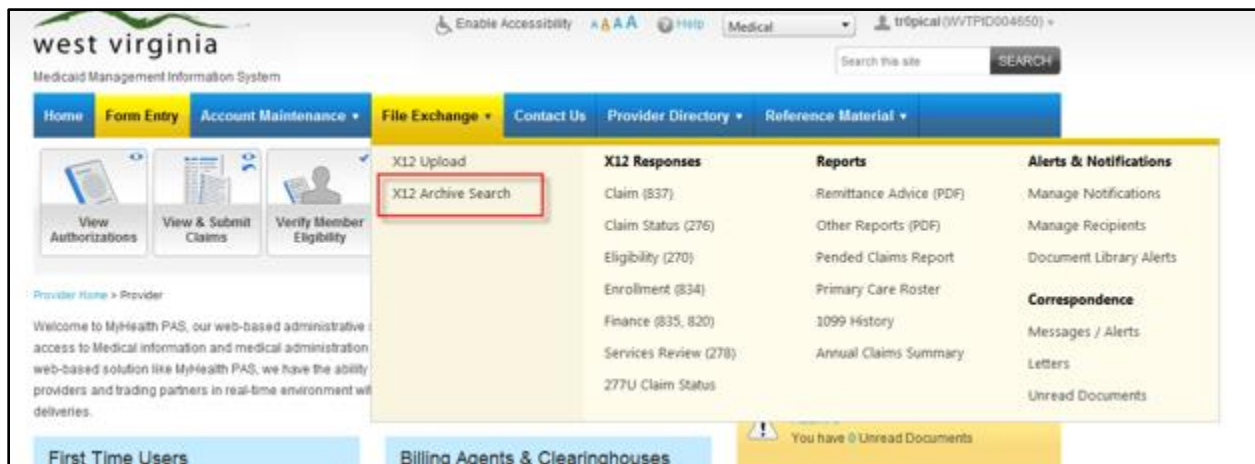 Enable Accessibility A A A A Help Medical tr0pical (WVTPID004650)
west virginia
Medicaid Management Information System
Search this site SEARCH
Home Form Entry Account Maintenance File Exchange Contact Us Provider Directory Reference Material
View Authorizations
View & Submit Claims
Verify Member Eligibility
X12 Upload
X12 Archive Search
X12 Responses
Claim (837)
Claim Status (276)
Eligibility (270)
Enrollment (834)
Finance (835, 820)
Services Review (278)
277U Claim Status
Reports
Remittance Advice (PDF)
Other Reports (PDF)
Pended Claims Report
Primary Care Roster
1099 History
Annual Claims Summary
Alerts & Notifications
Manage Notifications
Manage Recipients
Document Library Alerts
Correspondence
Messages / Alerts
Letters
Unread Documents
Provider Home > Provider
Welcome to MyHealth PAS, our web-based administrative
access to Medical information and medical administration
web-based solution like MyHealth PAS, we have the ability
providers and trading partners in real-time environment
deliveries.
You have 0 Unread Documents
First Time Users
Billing Agents & Clearinghouses